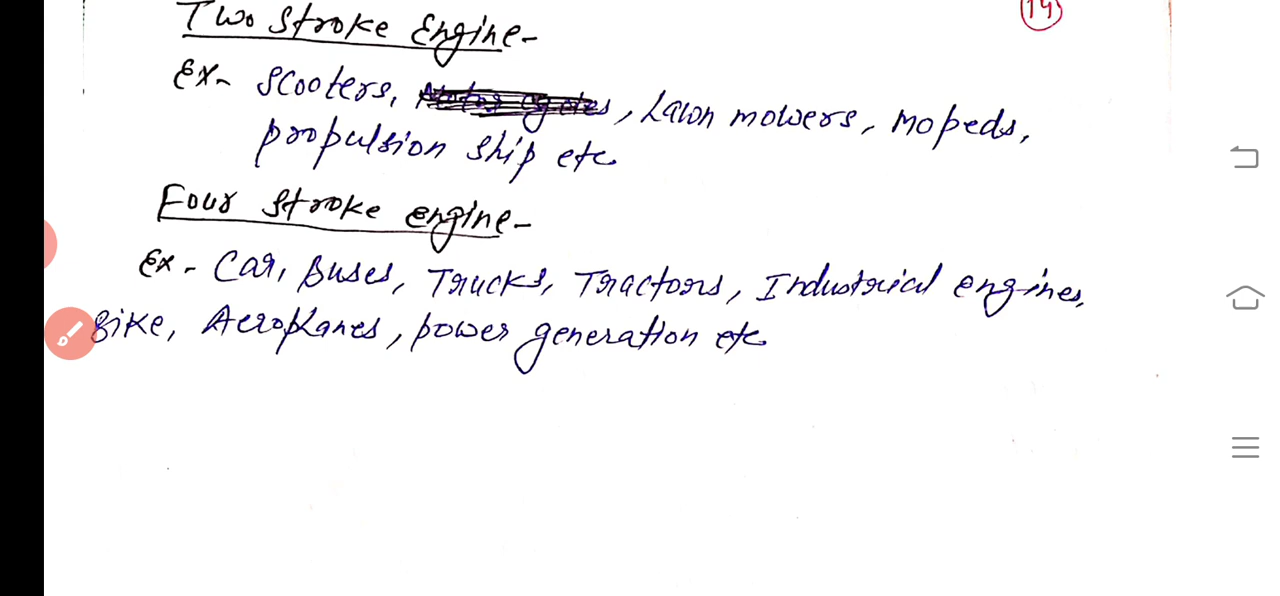 (14)
Two Stroke Engine-
Ex- Scooters, , Lawn mowers, mopeds,
propulsion ship etc
Four stroke engine-
Ex- Car, Buses, Trucks, Tractors, Industrial engines,
Bike, Aeroplanes, power generation etc